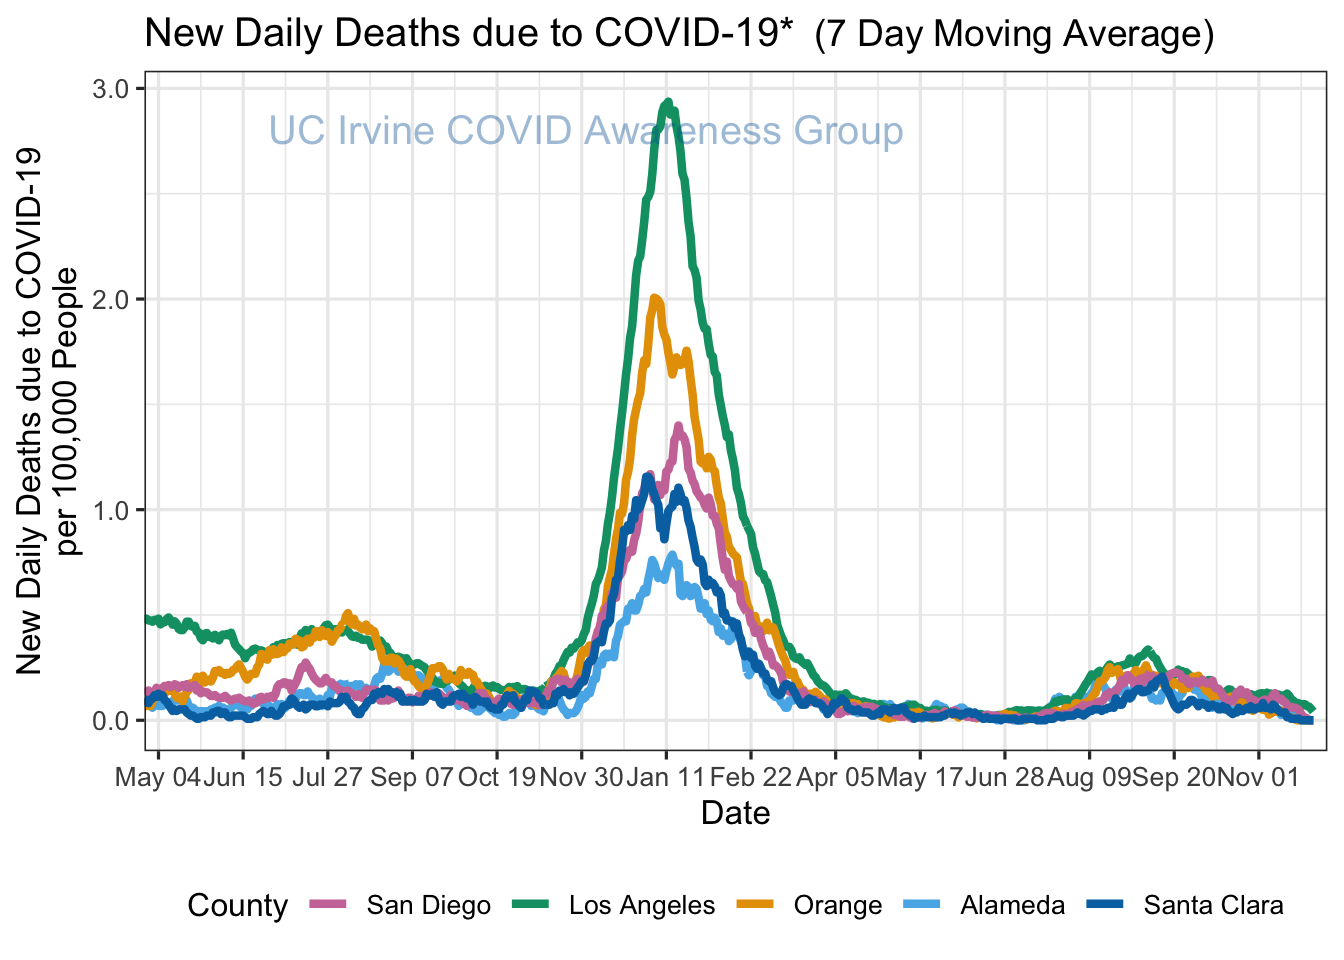 New Daily Deaths due to COVID-19* (7 Day Moving Average)
UC Irvine COVID Awareness Group
New Daily Deaths due to COVID-19
per 100,000 People
3.0
2.0
1.0
0.0
May 04 Jun 15 Jul 27 Sep 07 Oct 19 Nov 30 Jan 11 Feb 22 Apr 05 May 17 Jun 28 Aug 09 Sep 20 Nov 01
Date
County San Diego Los Angeles Orange Alameda Santa Clara